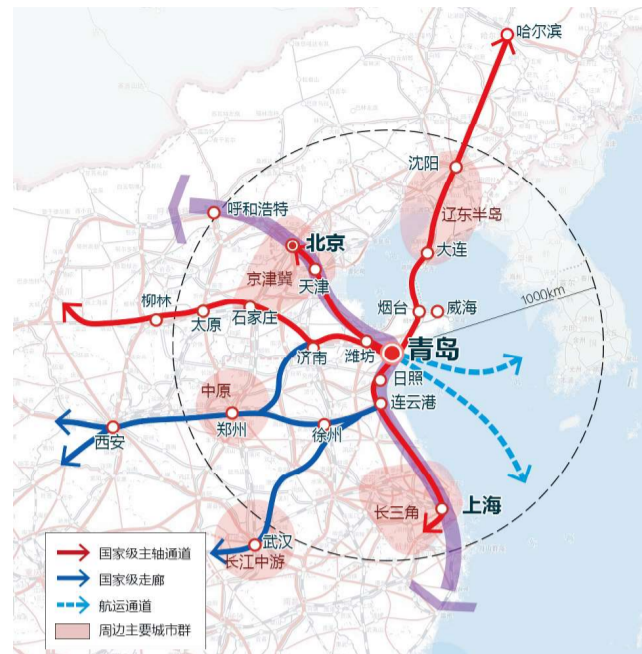 哈尔滨
沈阳
辽东半岛
呼和浩特
北京
大连
京津冀
天津
1000km
柳林
太原
石家庄
烟台
威海
济南
潍坊
青岛
日照
中原
连云港
郑州
徐州
西安
长三角
上海
武汉
长江中游
国家级主轴通道
国家级走廊
航运通道
周边主要城市群